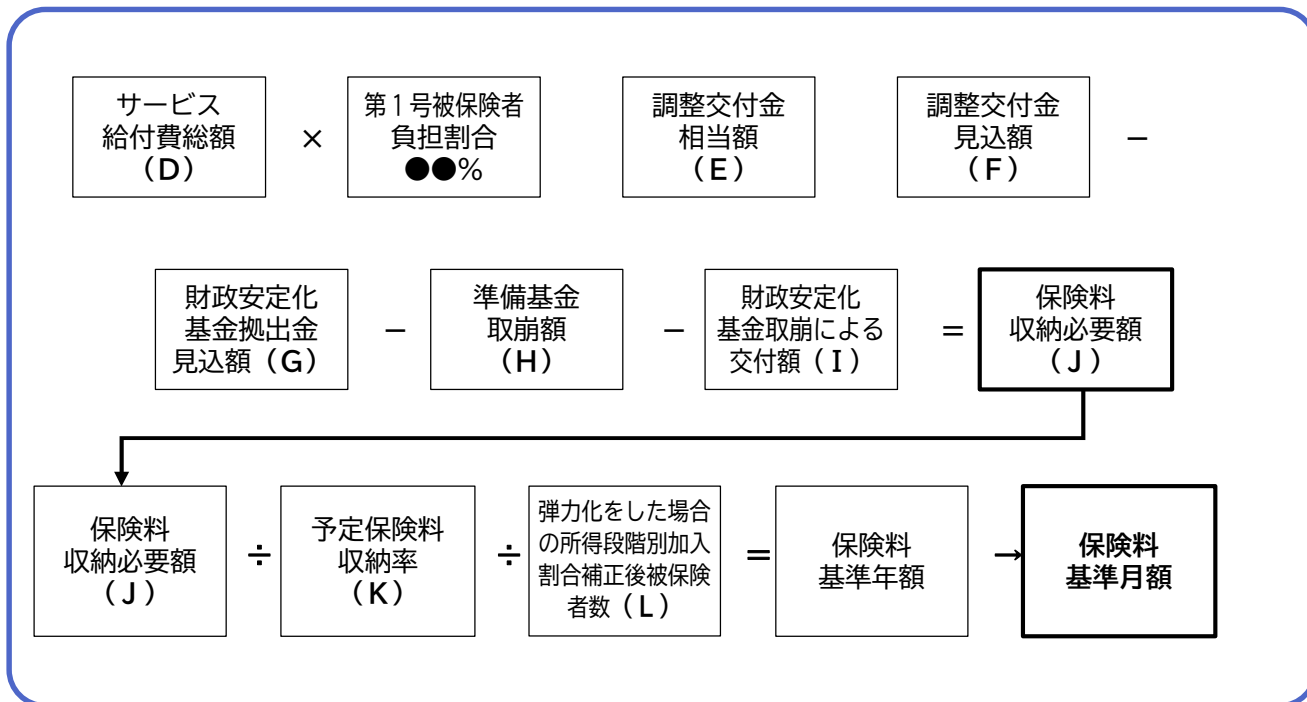 サービス
給付費総額
（D）
×
第１号被保険者
負担割合
●●%
調整交付金
相当額
（E）
調整交付金
見込額
（F）
−
財政安定化
基金拠出金
見込額（G）
−
準備基金
取崩額
（H）
−
財政安定化
基金取崩による
交付額（I）
=
保険料
収納必要額
（J）
保険料
収納必要額
（J）
÷
予定保険料
収納率
（K）
÷
弾力化をした場合
の所得段階別加入
割合補正後被保険
者数（L）
=
保険料
基準年額
→
保険料
基準月額